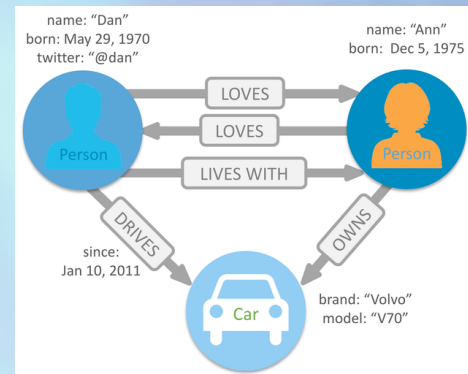 name: “Dan”
born: May 29, 1970
twitter: “@dan”
name: “Ann”
born: Dec 5, 1975
LOVES
LOVES
Person
Person
LIVES WITH
DRIVES
OWNS
since:
Jan 10, 2011
Car
brand: “Volvo”
model: “V70”